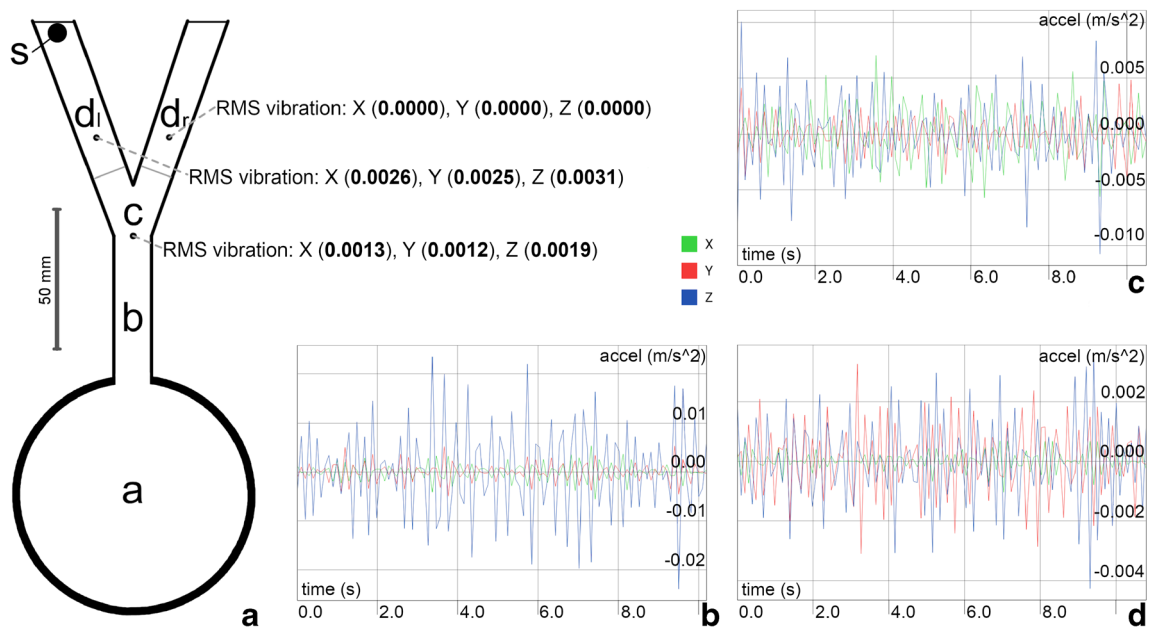 s
d_l
d_r
RMS vibration: X (0.0000), Y (0.0000), Z (0.0000)
RMS vibration: X (0.0026), Y (0.0025), Z (0.0031)
c
RMS vibration: X (0.0013), Y (0.0012), Z (0.0019)
50 mm
b
a
a
X
Y
Z
accel (m/s^2)
0.01
0.00
-0.01
-0.02
time (s)
0.0 2.0 4.0 6.0 8.0
b
accel (m/s^2)
0.005
0.000
-0.005
-0.010
time (s)
0.0 2.0 4.0 6.0 8.0
c
accel (m/s^2)
0.002
0.000
-0.002
-0.004
time (s)
0.0 2.0 4.0 6.0 8.0
d